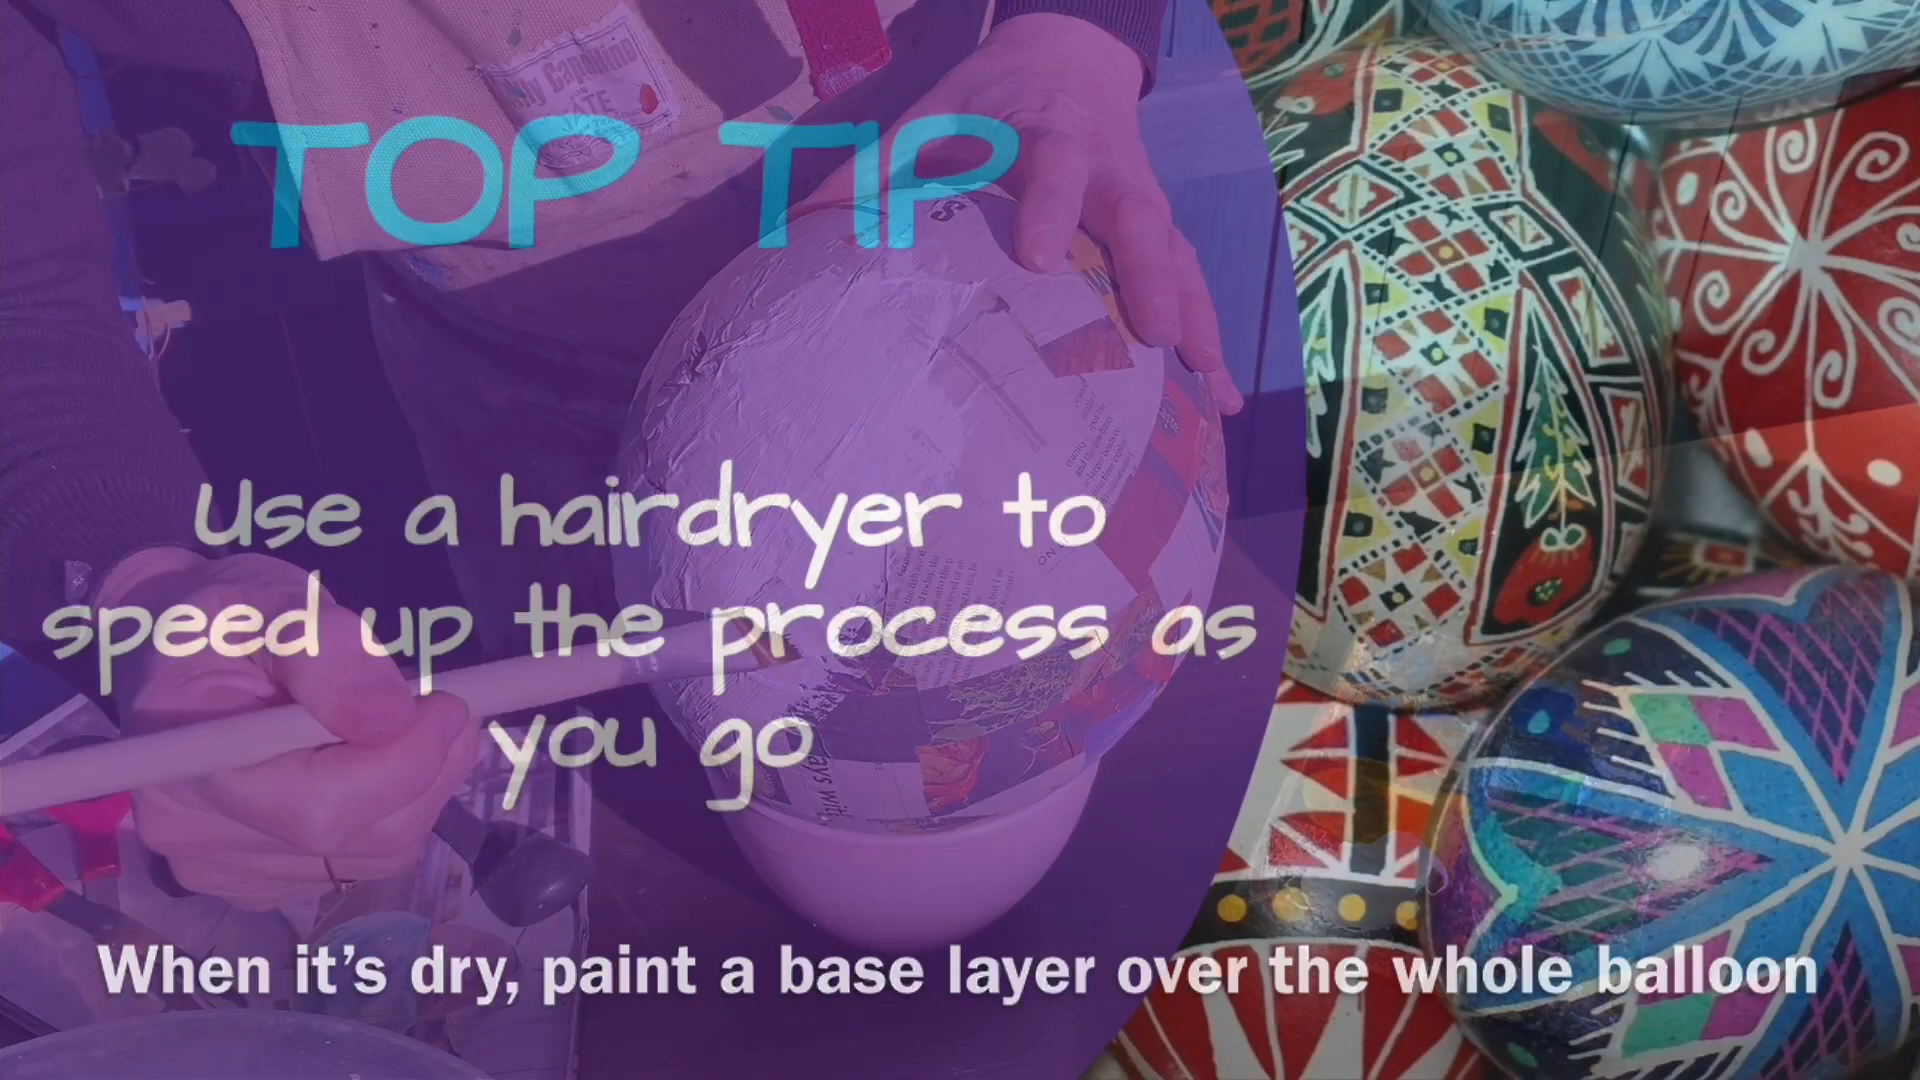 TOP TIP
Use a hairdryer to
speed up the process as
you go
When it's dry, paint a base layer over the whole balloon